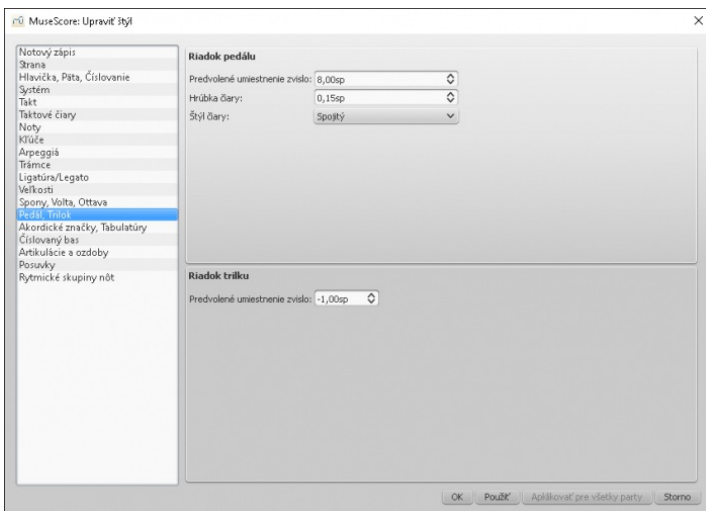 MuseScore: Upraviť štýl
Notový zápis
Strana
Hlavička, Päta, Číslovanie
Systém
Takt
Taktové čiary
Noty
Kľúče
Arpeggiá
Trámce
Ligatúra/Legato
Veľkosti
Spony, Volta, Ottava
Pedál, Trilok
Akordické značky, Tabulatúry
Číslovaný bas
Artikulácie a ozdoby
Posuvky
Rytmické skupiny nôt
Riadok pedálu
Predvolené umiestnenie zvislo: 8,00sp
Hrúbka čiary: 0,15sp
Štýl čiary: Spojitý
Riadok trilku
Predvolené umiestnenie zvislo: -1,00sp
OK Použiť Aplikovať pre všetky party Storno